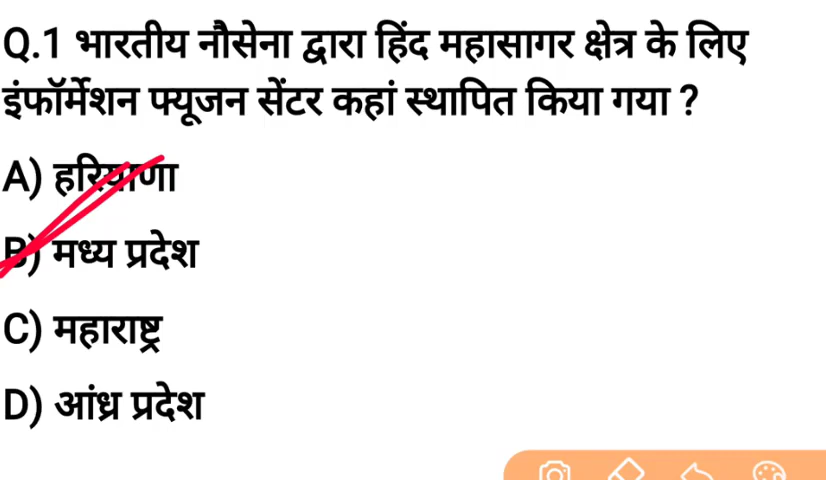 Q.1 भारतीय नौसेना द्वारा हिंद महासागर क्षेत्र के लिए
इंफॉर्मेशन फ्यूजन सेंटर कहां स्थापित किया गया ?
A) हरियाणा
B) मध्य प्रदेश
C) महाराष्ट्र
D) आंध्र प्रदेश